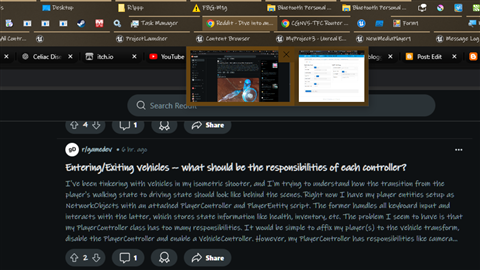 Desktop
Rippp
PNG-Msg
Bluetooth Personal ...
Bluetooth Personal ...
Task Manager
Reddit - Dive into an...
CGNVG-TFC Router ...
Form1
All Contr...
ProjectLauncher
Content Browser
MyProject3 - Unreal E...
NewMediaPlayer1
Message Log
Celiac Disea
itch.io
YouTube
blog:
Post: Edit
Search Reddit
4
1
Share
r/gamedev • 6 hr. ago
Entering/Exiting vehicles — what should be the responsibilities of each controller?
I've been tinkering with vehicles in my isometric shooter, and I'm trying to understand how the transition from the
player's walking state to driving state should look like behind the scenes. Right now I have my player entities setup as
NetworkObjects with an attached PlayerController and PlayerEntity script. The former handles all keyboard input and
interacts with the latter, which stores state information like health, inventory, etc. The problem I seem to have is that
my PlayerController class has too many responsibilities. It would be simple to affix my player(s) to the vehicle transform,
disable the PlayerController and enable a VehicleController. However, my PlayerController has responsibilities like camera...
2
1
Share